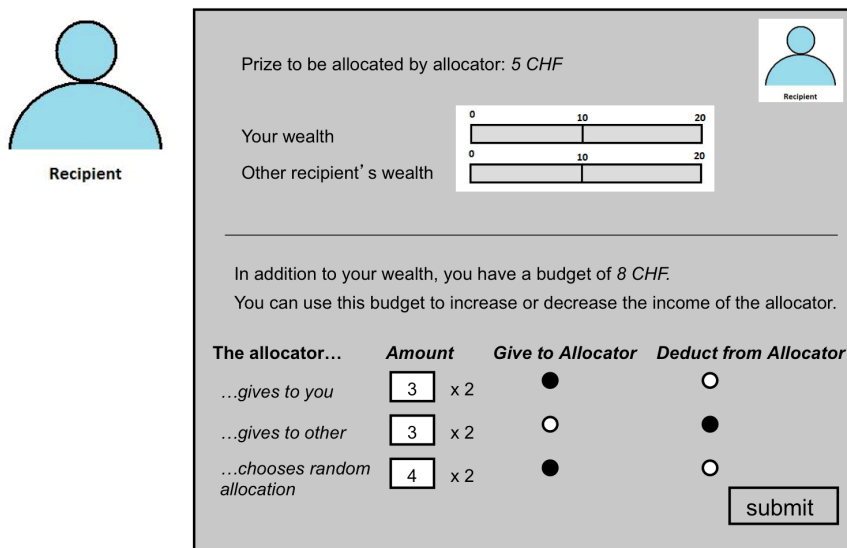 Recipient
Prize to be allocated by allocator: 5 CHF
Recipient
Your wealth
0 10 20
Other recipient's wealth
0 10 20
In addition to your wealth, you have a budget of 8 CHF.
You can use this budget to increase or decrease the income of the allocator.
The allocator… Amount Give to Allocator Deduct from Allocator
…gives to you 3 x 2
…gives to other 3 x 2
…chooses random
allocation 4 x 2
submit